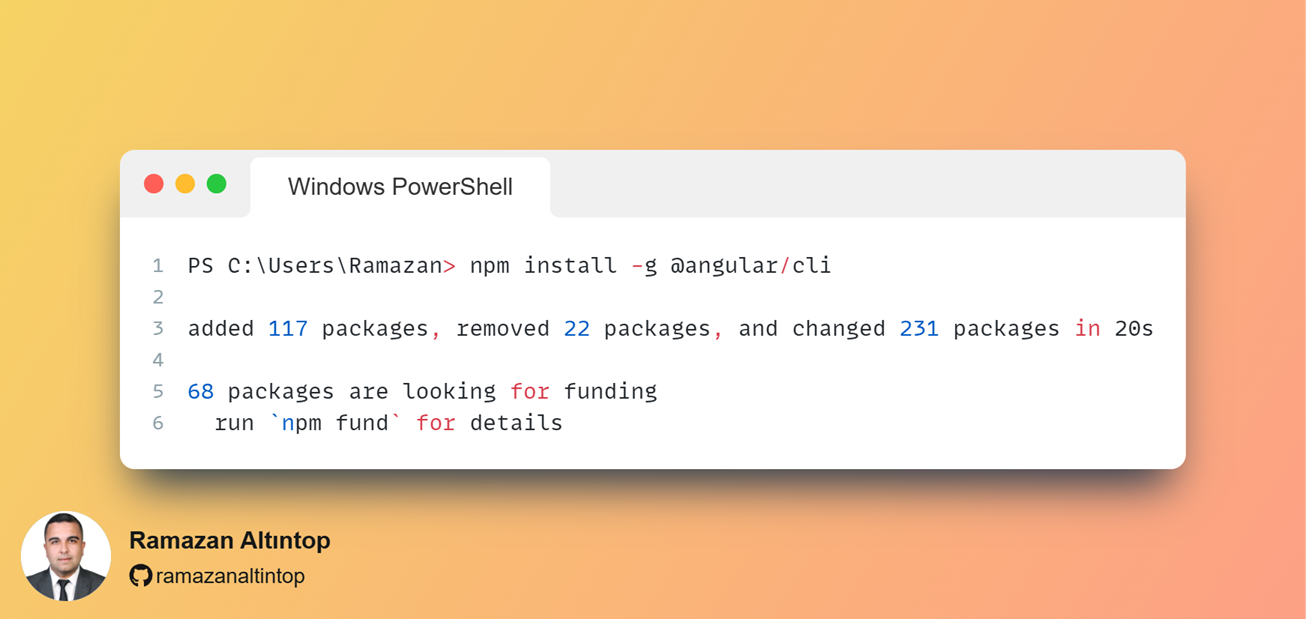 Windows PowerShell
1 PS C:\Users\Ramazan> npm install -g @angular/cli
2
3 added 117 packages, removed 22 packages, and changed 231 packages in 20s
4
5 68 packages are looking for funding
6   run `npm fund` for details
Ramazan Altıntop
ramazanaltintop